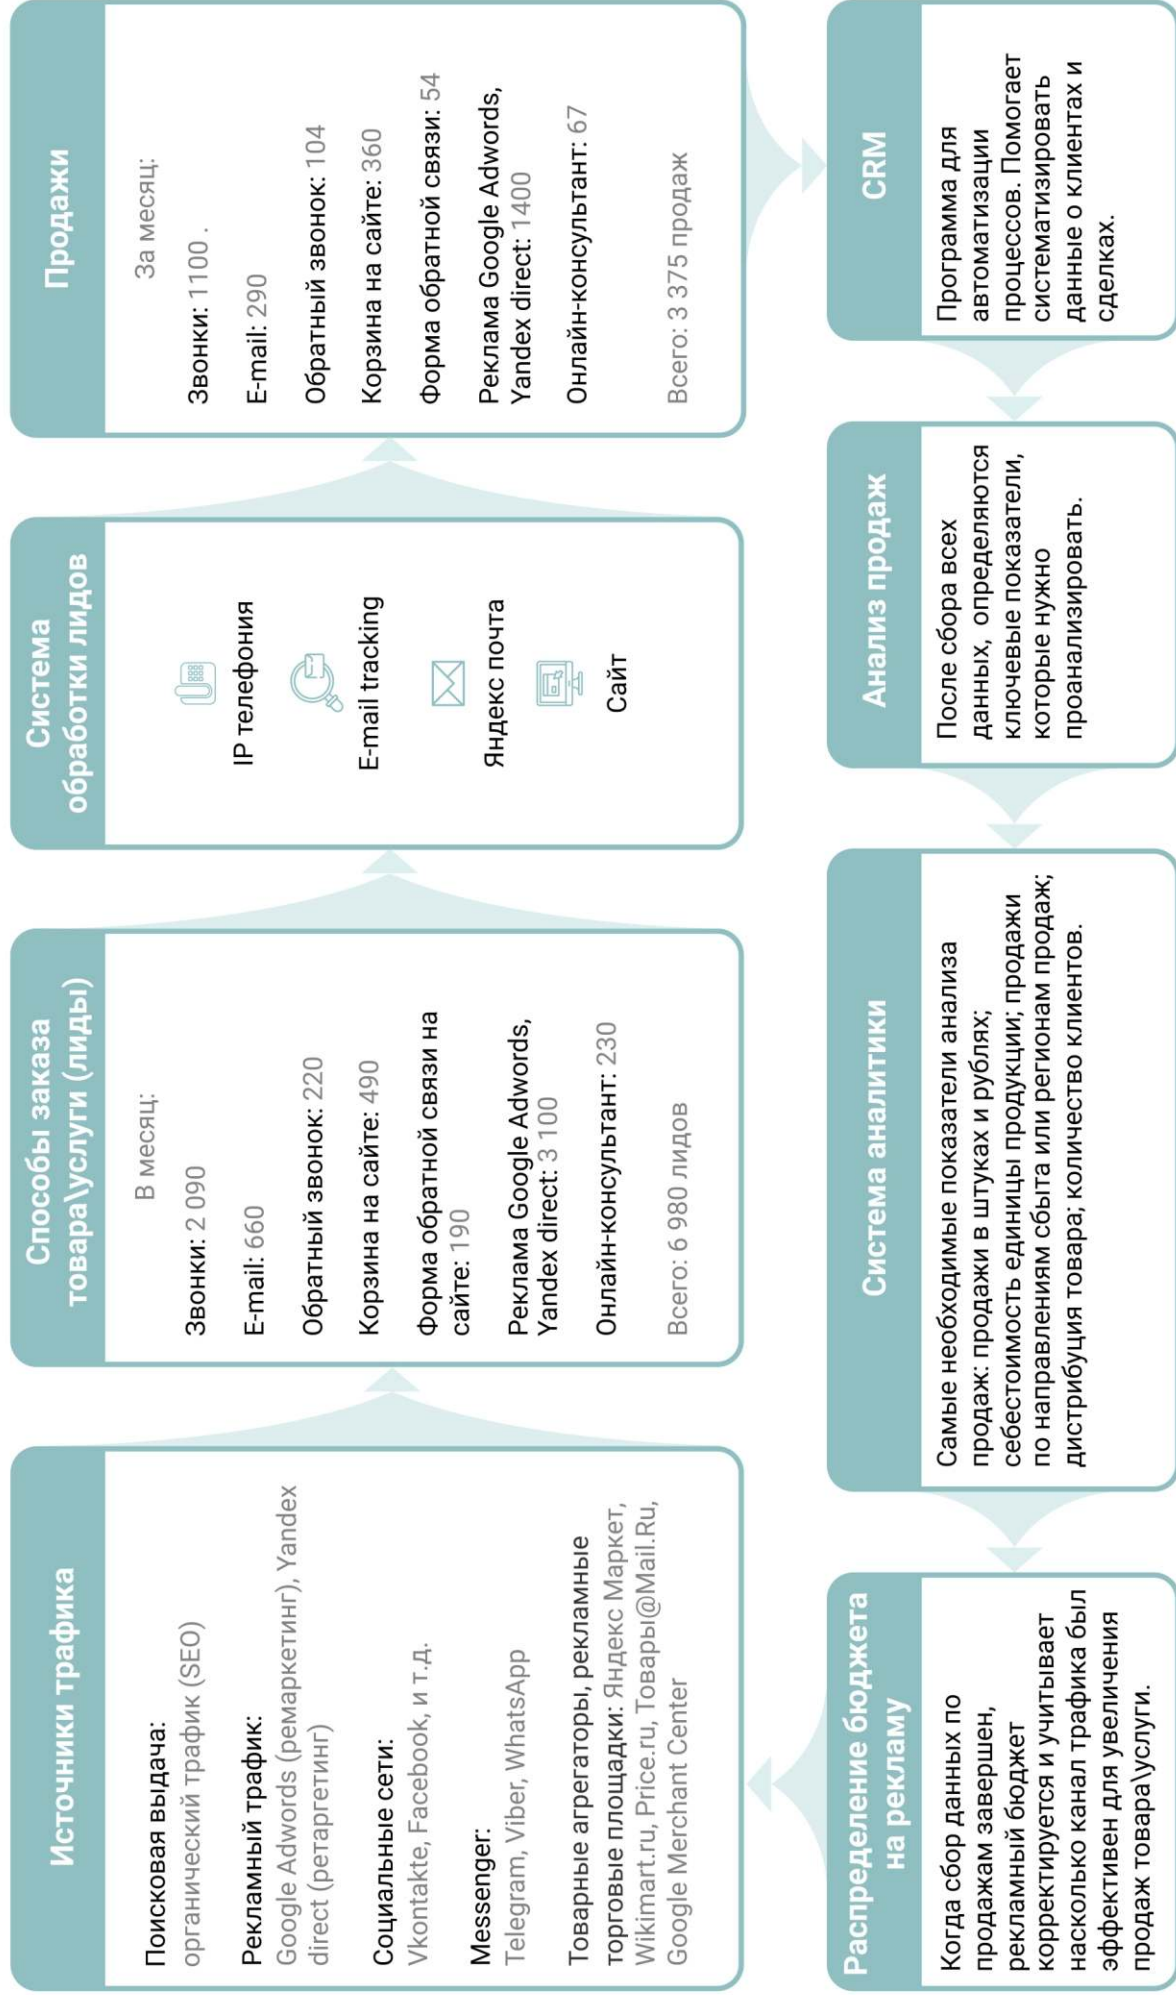 Источники трафика
Поисковая выдача:
органический трафик (SEO)
Рекламный трафик:
Google Adwords (ремаркетинг), Yandex
direct (ретаргетинг)
Социальные сети:
Vkontakte, Facebook, и т.д.
Messenger:
Telegram, Viber, WhatsApp
Товарные агрегаторы, рекламные
торговые площадки: Яндекс Маркет,
Wikimart.ru, Price.ru, Товары@Mail.Ru,
Google Merchant Center
Способы заказа
товара\услуги (лиды)
В месяц:
Звонки: 2 090
E-mail: 660
Обратный звонок: 220
Корзина на сайте: 490
Форма обратной связи на
сайте: 190
Реклама Google Adwords,
Yandex direct: 3 100
Онлайн-консультант: 230
Всего: 6 980 лидов
Система
обработки лидов
IP телефония
E-mail tracking
Яндекс почта
Сайт
Продажи
За месяц:
Звонки: 1100 .
E-mail: 290
Обратный звонок: 104
Корзина на сайте: 360
Форма обратной связи: 54
Реклама Google Adwords,
Yandex direct: 1400
Онлайн-консультант: 67
Всего: 3 375 продаж
Распределение бюджета
на рекламу
Когда сбор данных по
продажам завершен,
рекламный бюджет
корректируется и учитывает
насколько канал трафика был
эффективен для увеличения
продаж товара\услуги.
Система аналитики
Самые необходимые показатели анализа
продаж: продажи в штуках и рублях;
себестоимость единицы продукции; продажи
по направлениям сбыта или регионам продаж;
дистрибуция товара; количество клиентов.
Анализ продаж
После сбора всех
данных, определяются
ключевые показатели,
которые нужно
проанализировать.
CRM
Программа для
автоматизации
процессов. Помогает
систематизировать
данные о клиентах и
сделках.